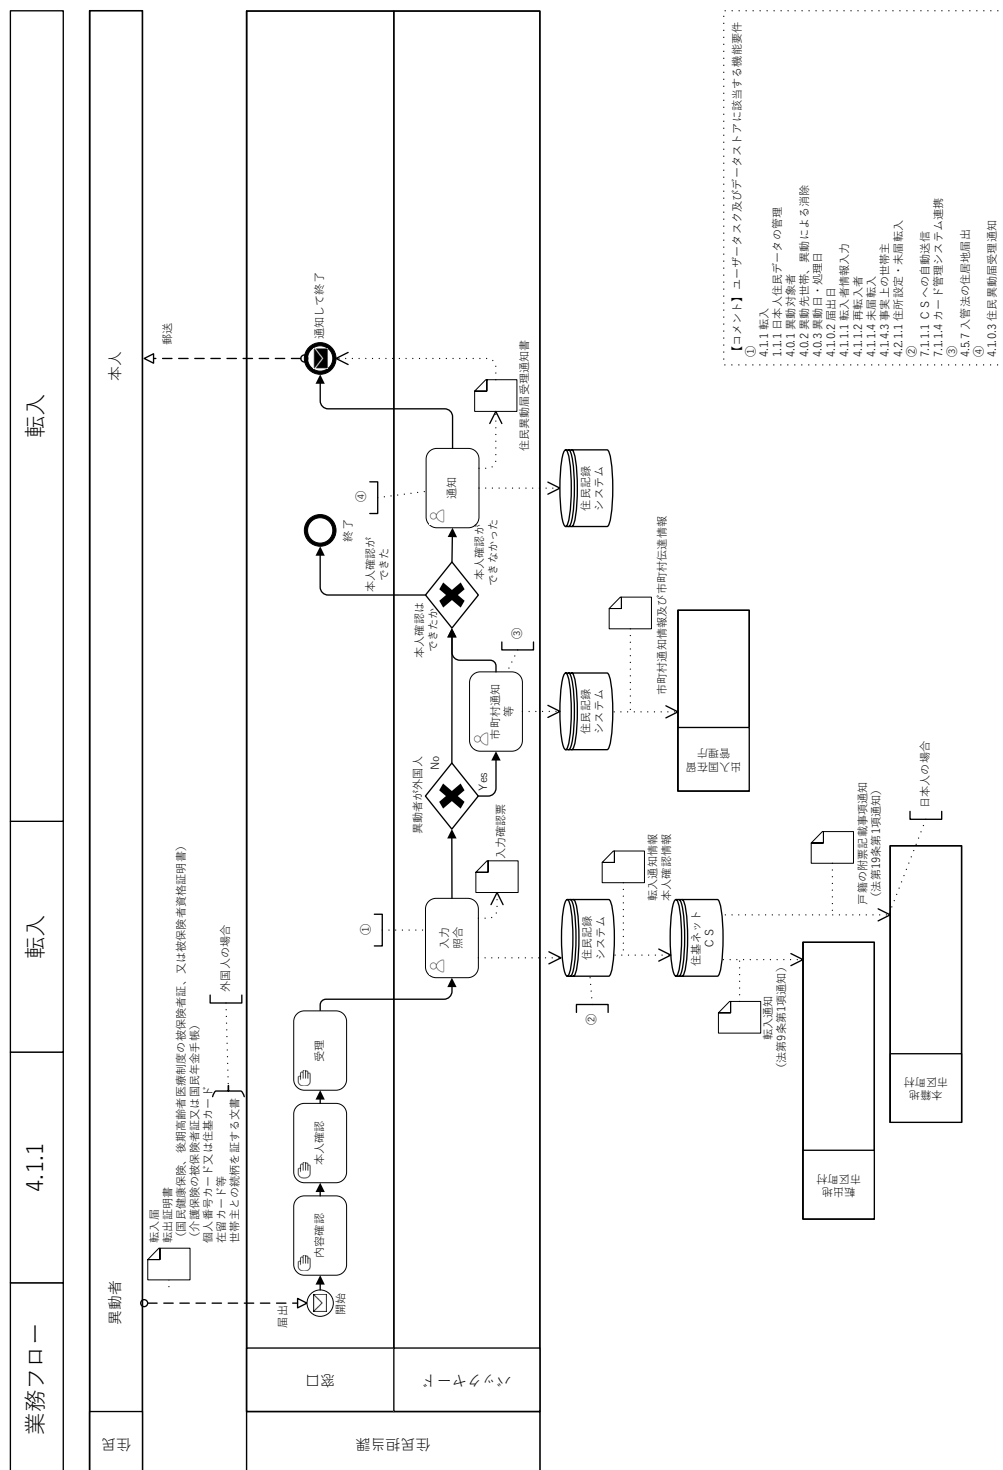 業務フロー
4.1.1
転入
転入
住民
異動者
本人
転入届
転出証明書
(国民健康保険、後期高齢者医療制度の被保険者証、又は被保険者資格証明書)
(介護保険の被保険者証又は国民年金手帳)
個人番号カード又は住基カード
在留カード等
世帯主との続柄を証する文書
外国人の場合
届出
郵送
住民担当課
窓口
バックヤード
開始
内容確認
本人確認
受理
①
入力
照合
入力確認票
異動者が外国人
No
Yes
市町村通知
等
③
本人確認は
できたか
本人確認が
できた
本人確認が
できなかった
終了
④
通知
住民異動届受理通知書
通知して終了
②
住民記録
システム
住民記録
システム
住民記録
システム
転入通知情報
本人確認情報
住基ネット
CS
市町村通知情報及び市町村伝達情報
出入国在留
管理庁
転入通知
(法第9条第1項通知)
戸籍の附票記載事項通知
(法第19条第1項通知)
日本人の場合
転出地
市区町村
本籍地
市区町村
【コメント】ユーザータスク及びデータストアに該当する機能要件
①
4.1.1 転入
1.1.1 日本人住民データの管理
4.0.1 異動対象者
4.0.2 異動先世帯、異動による消除
4.0.3 異動日・処理日
4.1.0.2 届出日
4.1.1.1 転入者情報入力
4.1.1.2 再転入者
4.1.1.4 未届転入
4.1.4.3 事実上の世帯主
4.2.1.1 住所設定・未届転入
②
7.1.1.1 CSへの自動送信
7.1.1.4 カード管理システム連携
③
4.5.7 入管法の住居地届出
④
4.1.0.3 住民異動届受理通知